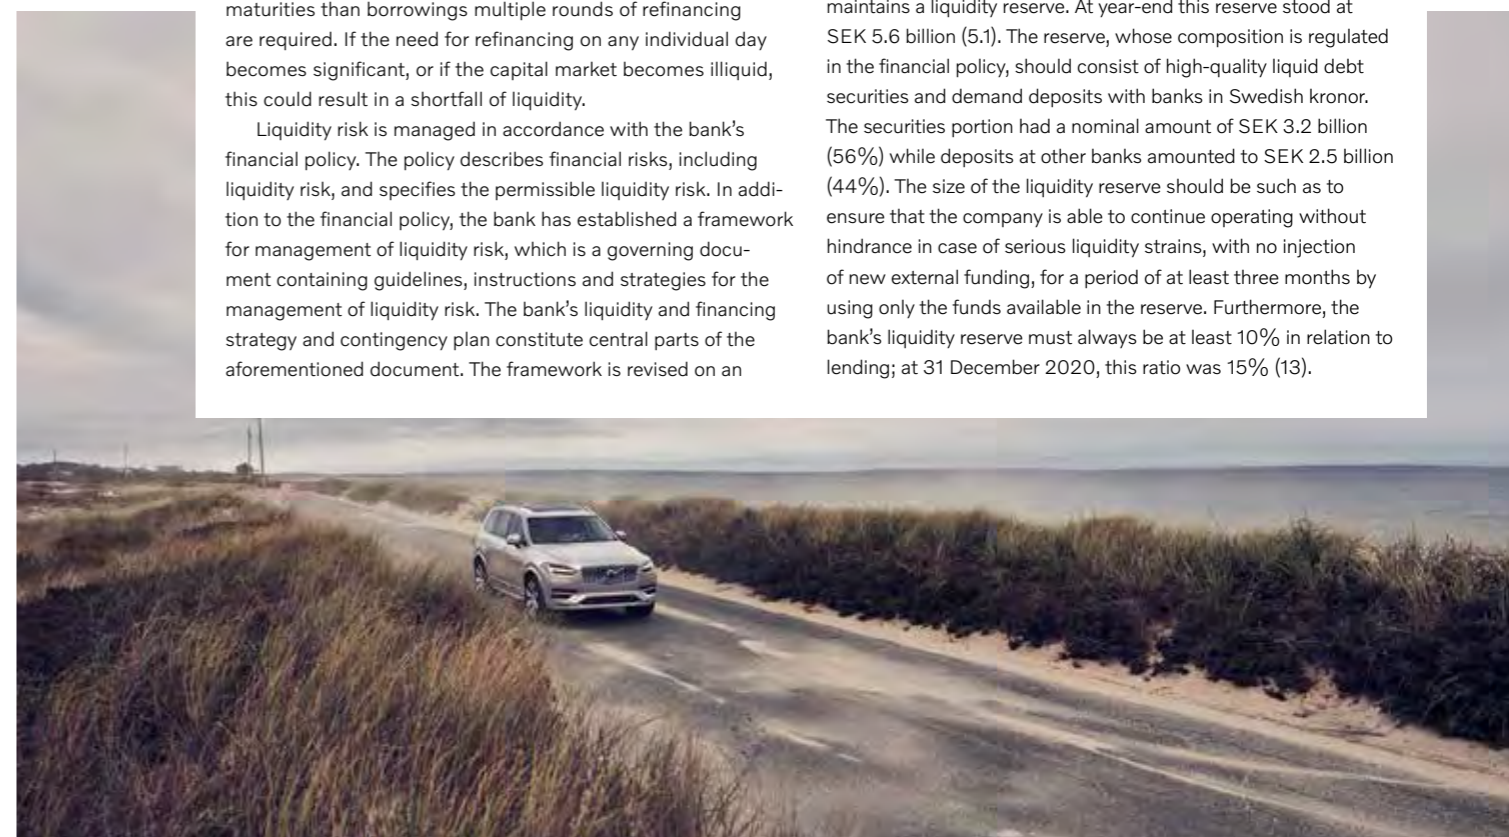 maturities than borrowings multiple rounds of refinancing
are required. If the need for refinancing on any individual day
becomes significant, or if the capital market becomes illiquid,
this could result in a shortfall of liquidity.
Liquidity risk is managed in accordance with the bank's
financial policy. The policy describes financial risks, including
liquidity risk, and specifies the permissible liquidity risk. In addi-
tion to the financial policy, the bank has established a framework
for management of liquidity risk, which is a governing docu-
ment containing guidelines, instructions and strategies for the
management of liquidity risk. The bank's liquidity and financing
strategy and contingency plan constitute central parts of the
aforementioned document. The framework is revised on an
maintains a liquidity reserve. At year-end this reserve stood at
SEK 5.6 billion (5.1). The reserve, whose composition is regulated
in the financial policy, should consist of high-quality liquid debt
securities and demand deposits with banks in Swedish kronor.
The securities portion had a nominal amount of SEK 3.2 billion
(56%) while deposits at other banks amounted to SEK 2.5 billion
(44%). The size of the liquidity reserve should be such as to
ensure that the company is able to continue operating without
hindrance in case of serious liquidity strains, with no injection
of new external funding, for a period of at least three months by
using only the funds available in the reserve. Furthermore, the
bank's liquidity reserve must always be at least 10% in relation to
lending; at 31 December 2020, this ratio was 15% (13).